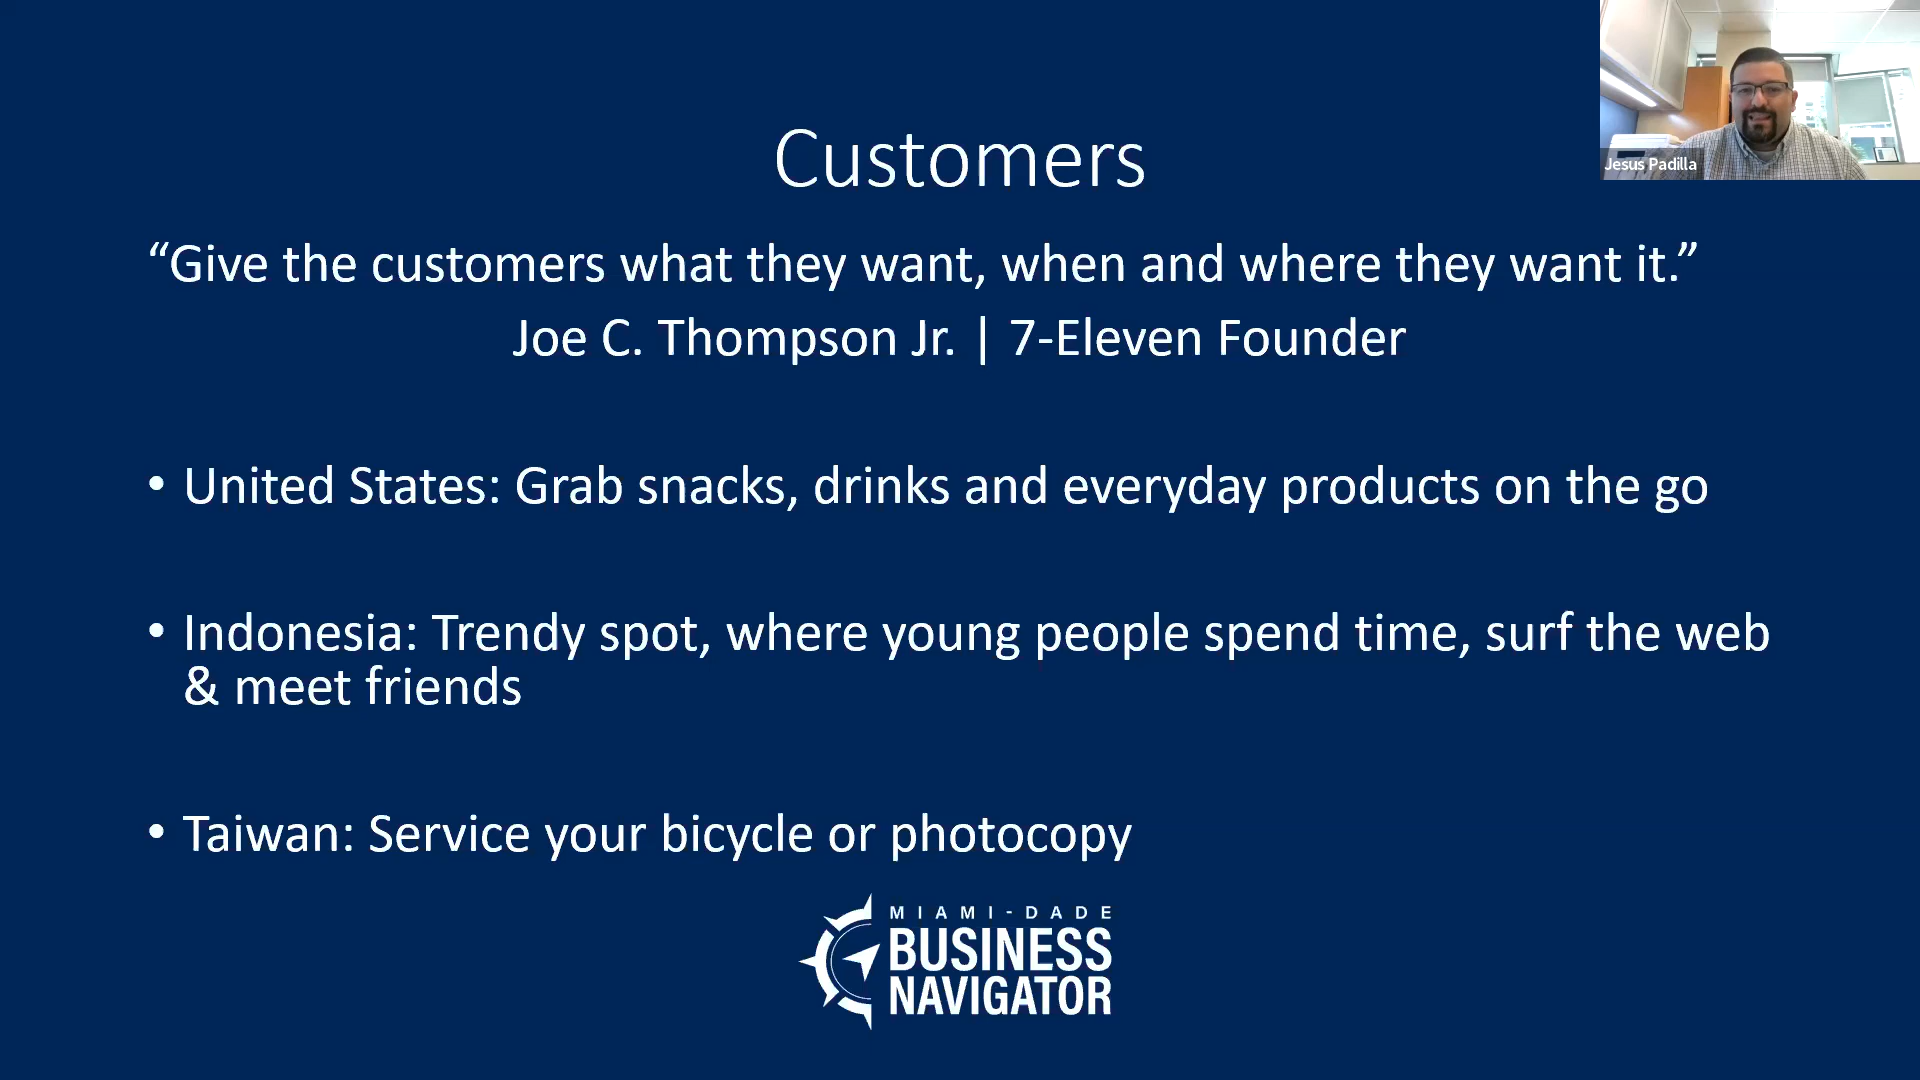 Jesus Padilla
Customers
“Give the customers what they want, when and where they want it.”
Joe C. Thompson Jr. | 7-Eleven Founder
• United States: Grab snacks, drinks and everyday products on the go
• Indonesia: Trendy spot, where young people spend time, surf the web
& meet friends
• Taiwan: Service your bicycle or photocopy
MIAMI-DADE
BUSINESS
NAVIGATOR